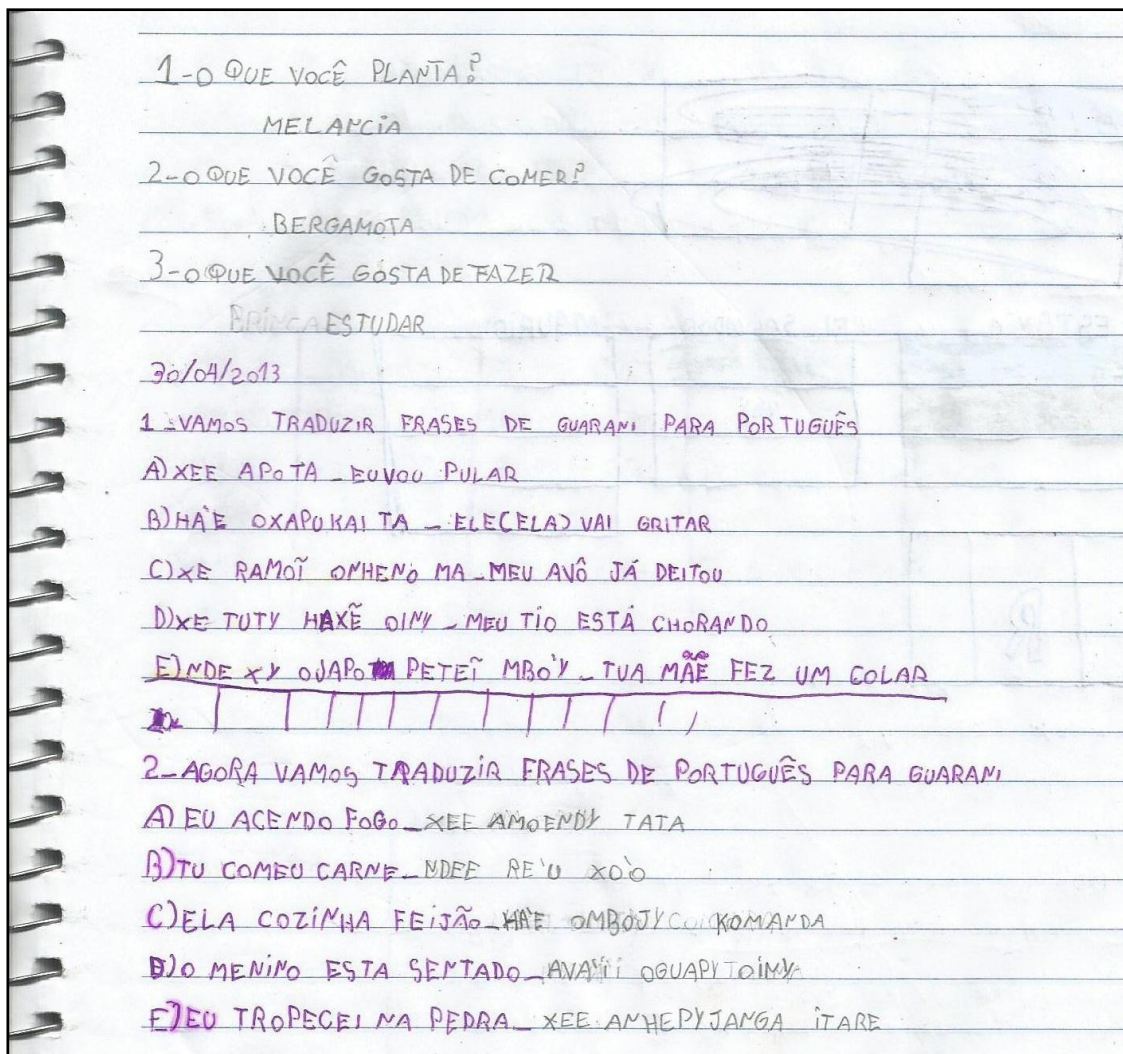 1-O QUE VOCÊ PLANTA?
MELANCIA
2-O QUE VOCÊ GOSTA DE COMER?
BERGAMOTA
3-O QUE VOCÊ GOSTA DE FAZER
BRINCA ESTUDAR
30/04/2013
1-VAMOS TRADUZIR FRASES DE GUARANI PARA PORTUGUÊS
A) XEE APO TA - EU VOU PULAR
B) HA'E OXAPUKAI TA - ELE(ELA) VAI GRITAR
C) XE RAMOĨ ONHENO MA - MEU AVÔ JÁ DEITOU
D) XE TUTY HAXẼ OINY - MEU TIO ESTÁ CHORANDO
E) NDE XY OJAPO PETEĨ MBO'Y - TUA MÃE FEZ UM COLAR
2-AGORA VAMOS TRADUZIR FRASES DE PORTUGUÊS PARA GUARANI
A) EU ACENDO FOGO - XEE AMOENDY TATA
B) TU COMEU CARNE - NDEE RE'U XO'O
C) ELA COZINHA FEIJÃO - HA'E OMBOJY KOMANDA
D) O MENINO ESTA SENTADO - OGUAPY
E) EU TROPECEI NA PEDRA - XEE ANHEPYJANGA ITARE